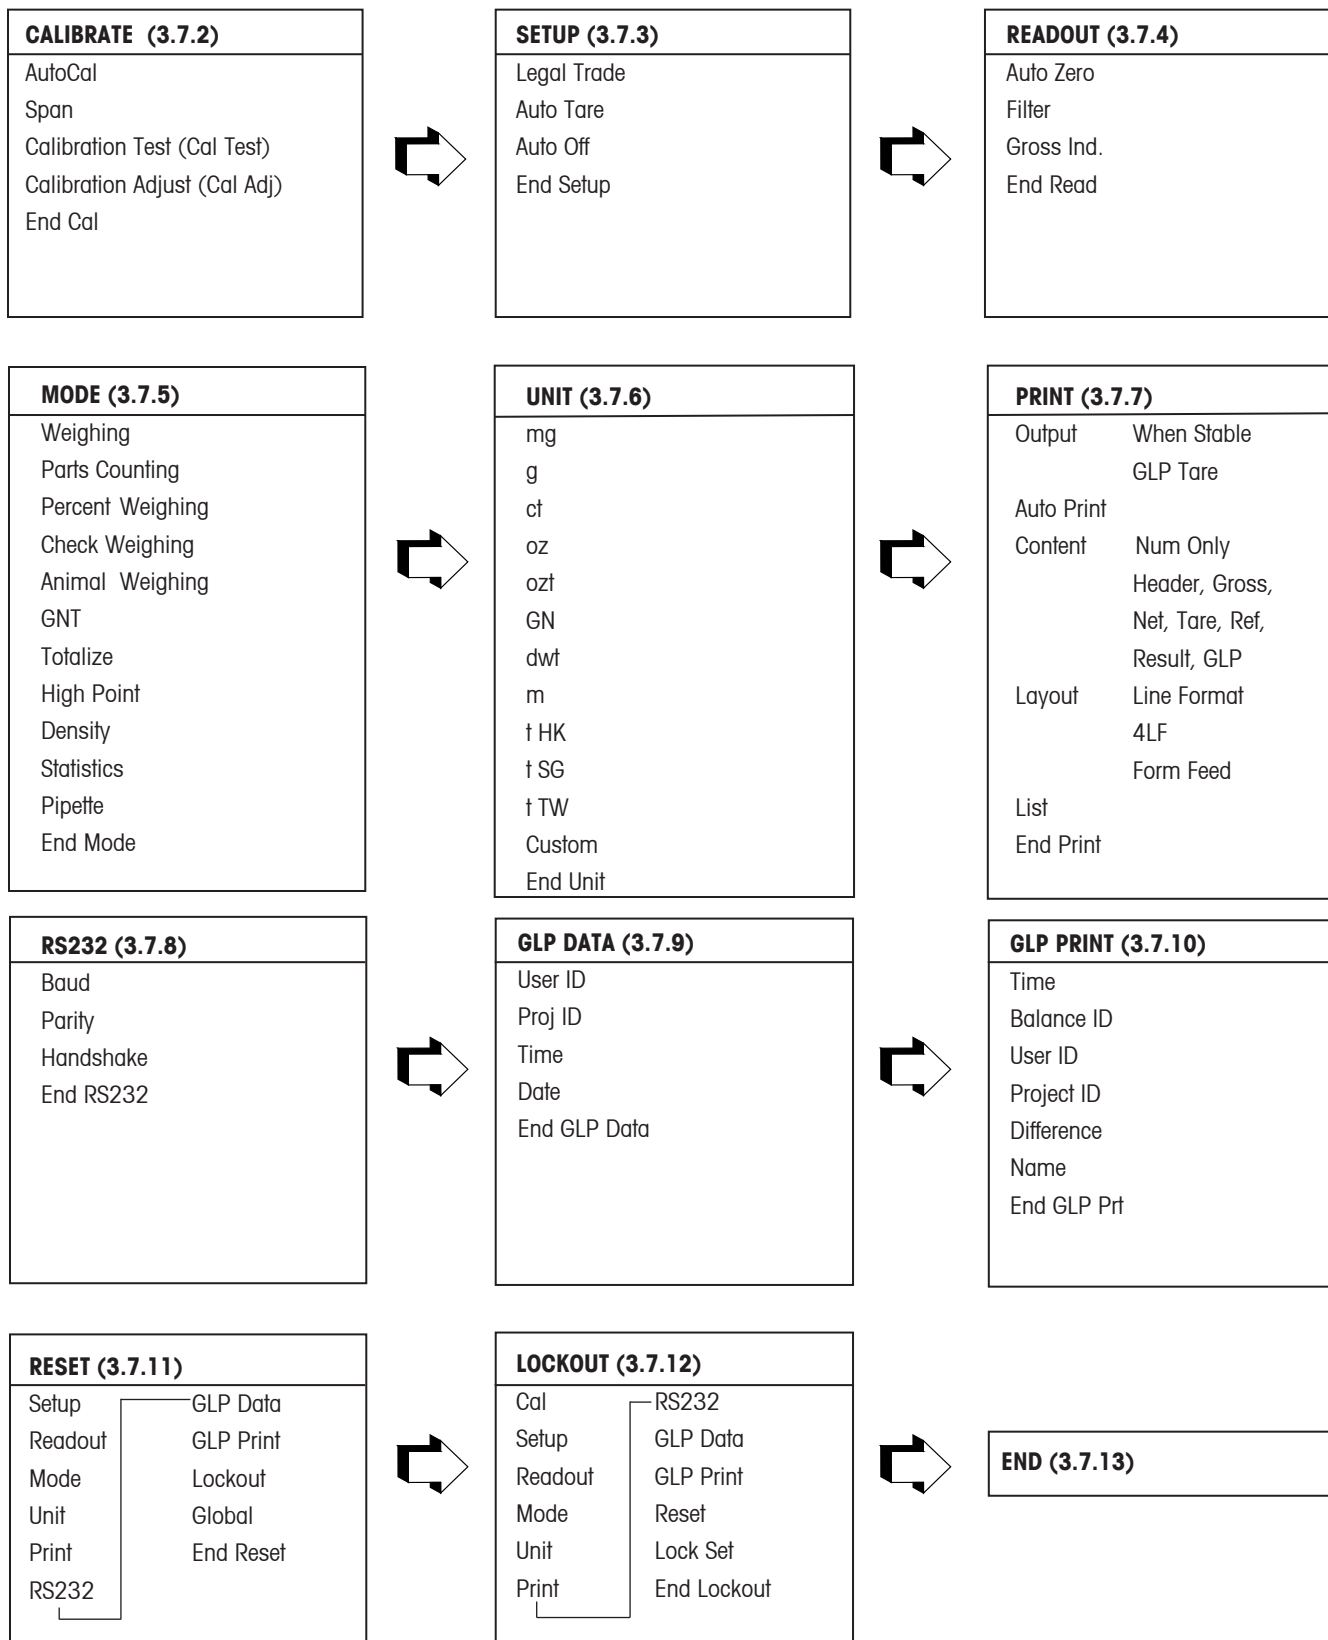 CALIBRATE (3.7.2)
AutoCal
Span
Calibration Test (Cal Test)
Calibration Adjust (Cal Adj)
End Cal
SETUP (3.7.3)
Legal Trade
Auto Tare
Auto Off
End Setup
READOUT (3.7.4)
Auto Zero
Filter
Gross Ind.
End Read
MODE (3.7.5)
Weighing
Parts Counting
Percent Weighing
Check Weighing
Animal Weighing
GNT
Totalize
High Point
Density
Statistics
Pipette
End Mode
UNIT (3.7.6)
mg
g
ct
oz
ozt
GN
dwt
m
t HK
t SG
t TW
Custom
End Unit
PRINT (3.7.7)
Output When Stable
GLP Tare
Auto Print
Content Num Only
Header, Gross,
Net, Tare, Ref,
Result, GLP
Layout Line Format
4LF
Form Feed
List
End Print
RS232 (3.7.8)
Baud
Parity
Handshake
End RS232
GLP DATA (3.7.9)
User ID
Proj ID
Time
Date
End GLP Data
GLP PRINT (3.7.10)
Time
Balance ID
User ID
Project ID
Difference
Name
End GLP Prt
RESET (3.7.11)
Setup
Readout
Mode
Unit
Print
RS232
GLP Data
GLP Print
Lockout
Global
End Reset
LOCKOUT (3.7.12)
Cal
Setup
Readout
Mode
Unit
Print
RS232
GLP Data
GLP Print
Reset
Lock Set
End Lockout
END (3.7.13)